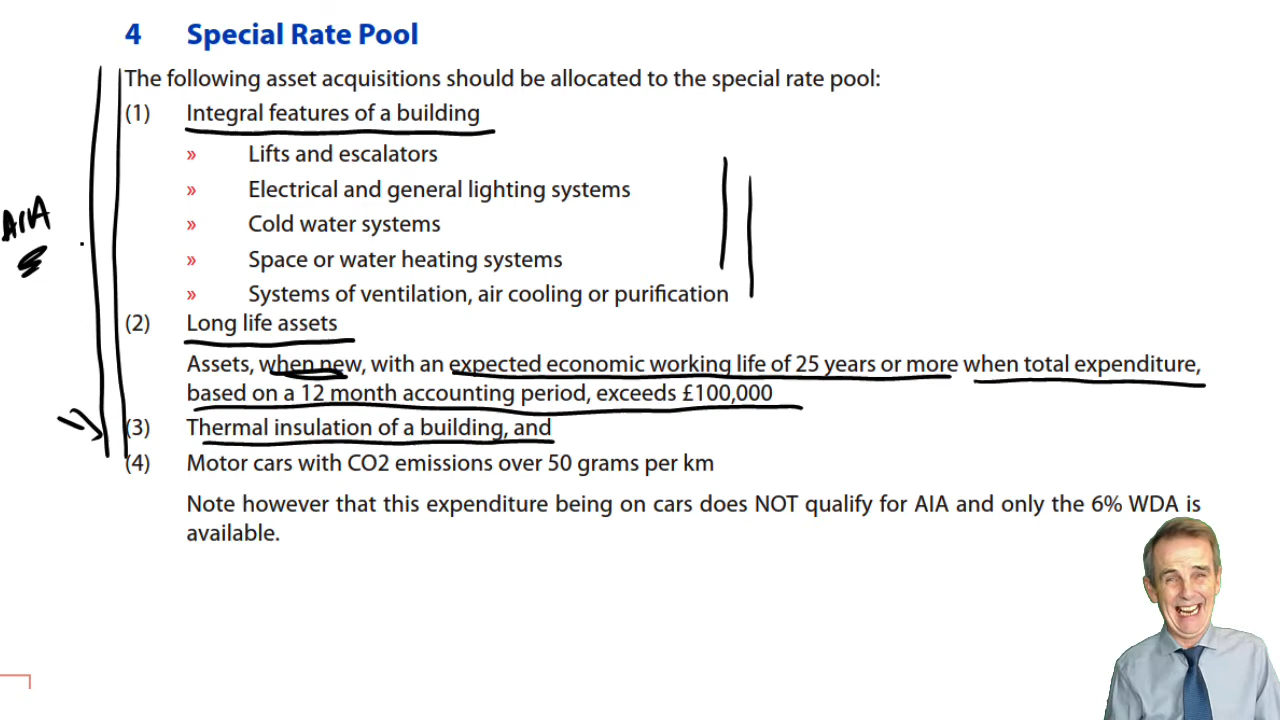 4 Special Rate Pool
The following asset acquisitions should be allocated to the special rate pool:
(1) Integral features of a building
» Lifts and escalators
» Electrical and general lighting systems
AIA
» Cold water systems
» Space or water heating systems
» Systems of ventilation, air cooling or purification
(2) Long life assets
Assets, when new, with an expected economic working life of 25 years or more when total expenditure,
based on a 12 month accounting period, exceeds £100,000
(3) Thermal insulation of a building, and
(4) Motor cars with CO2 emissions over 50 grams per km
Note however that this expenditure being on cars does NOT qualify for AIA and only the 6% WDA is
available.